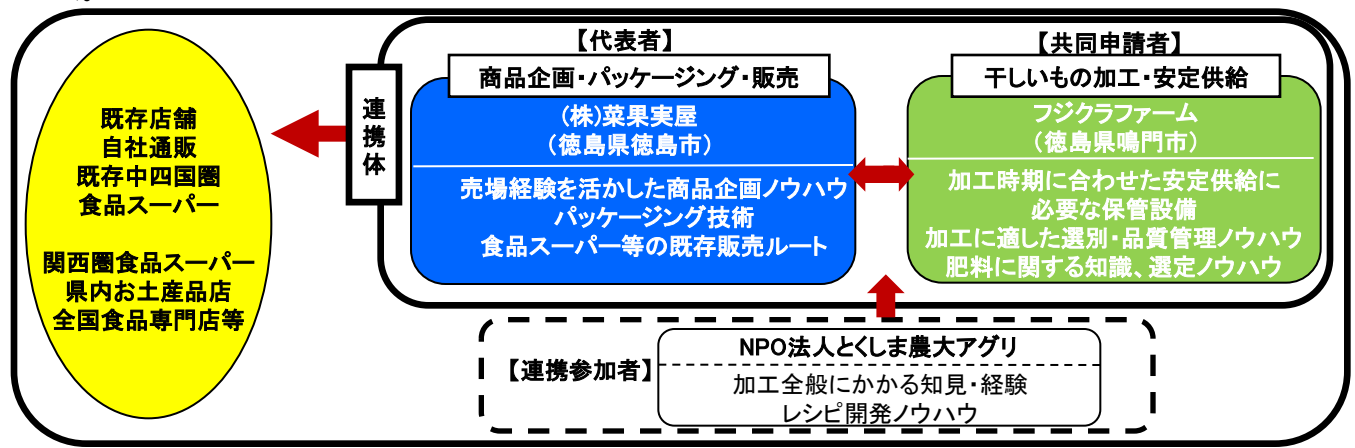 既存店舗
自社通販
既存中四国圏
食品スーパー
関西圏食品スーパー
県内お土産品店
全国食品専門店等
連携体
【代表者】
商品企画・パッケージング・販売
(株)菜果実屋
(徳島県徳島市)
売場経験を活かした商品企画ノウハウ
パッケージング技術
食品スーパー等の既存販売ルート
【共同申請者】
干しいもの加工・安定供給
フジクラファーム
(徳島県鳴門市)
加工時期に合わせた安定供給に
必要な保管設備
加工に適した選別・品質管理ノウハウ
肥料に関する知識、選定ノウハウ
【連携参加者】
NPO法人とくしま農大アグリ
加工全般にかかる知見・経験
レシピ開発ノウハウ